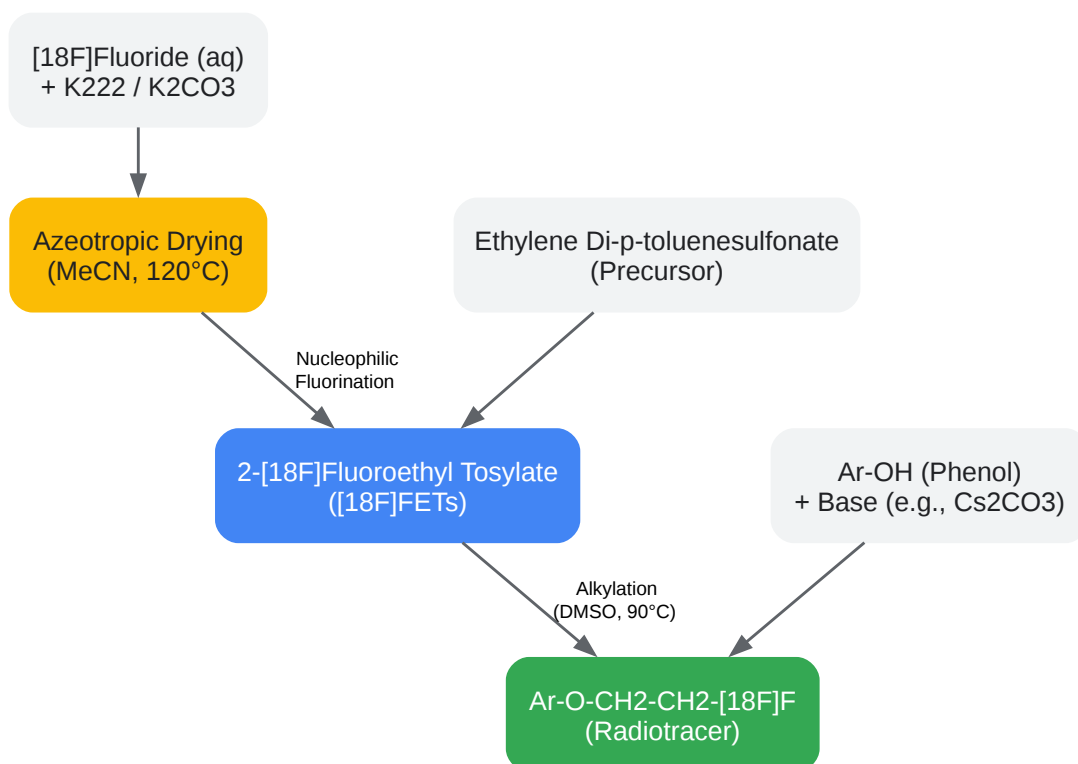 [18F]Fluoride (aq)
+ K222 / K2CO3
Azeotropic Drying
(MeCN, 120°C)
Ethylene Di-p-toluenesulfonate
(Precursor)
Nucleophilic
Fluorination
2-[18F]Fluoroethyl Tosylate
([18F]FETs)
Ar-OH (Phenol)
+ Base (e.g., Cs2CO3)
Alkylation
(DMSO, 90°C)
Ar-O-CH2-CH2-[18F]F
(Radiotracer)